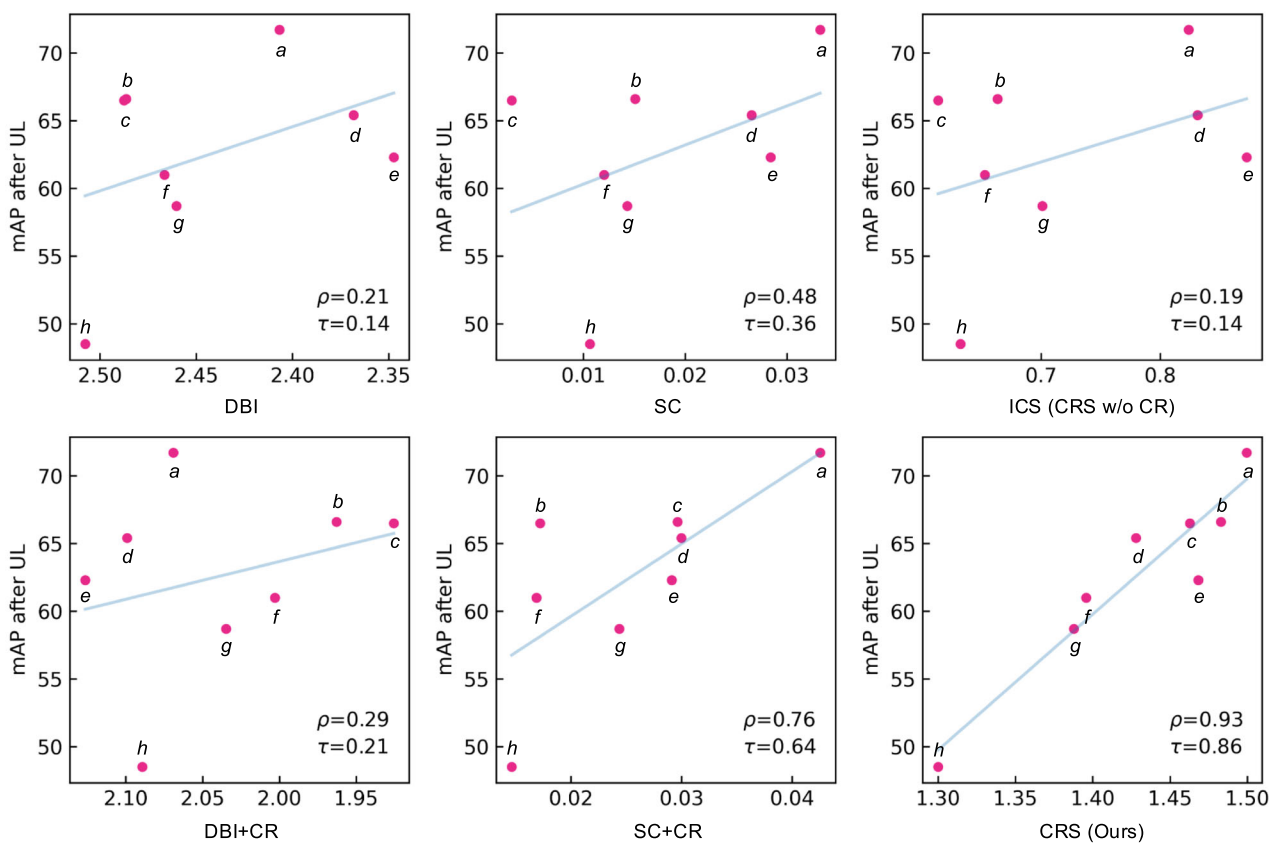 mAP after UL
70
65
60
55
50
a
b
c
d
e
f
g
h
ρ=0.21
τ=0.14
2.50 2.45 2.40 2.35
DBI
mAP after UL
70
65
60
55
50
a
b
c
d
e
f
g
h
ρ=0.48
τ=0.36
0.01 0.02 0.03
SC
mAP after UL
70
65
60
55
50
a
b
c
d
e
f
g
h
ρ=0.19
τ=0.14
0.7 0.8
ICS (CRS w/o CR)
mAP after UL
70
65
60
55
50
a
b
c
d
e
f
g
h
ρ=0.29
τ=0.21
2.10 2.05 2.00 1.95
DBI+CR
mAP after UL
70
65
60
55
50
a
b
c
d
e
f
g
h
ρ=0.76
τ=0.64
0.02 0.03 0.04
SC+CR
mAP after UL
70
65
60
55
50
a
b
c
d
e
f
g
h
ρ=0.93
τ=0.86
1.30 1.35 1.40 1.45 1.50
CRS (Ours)